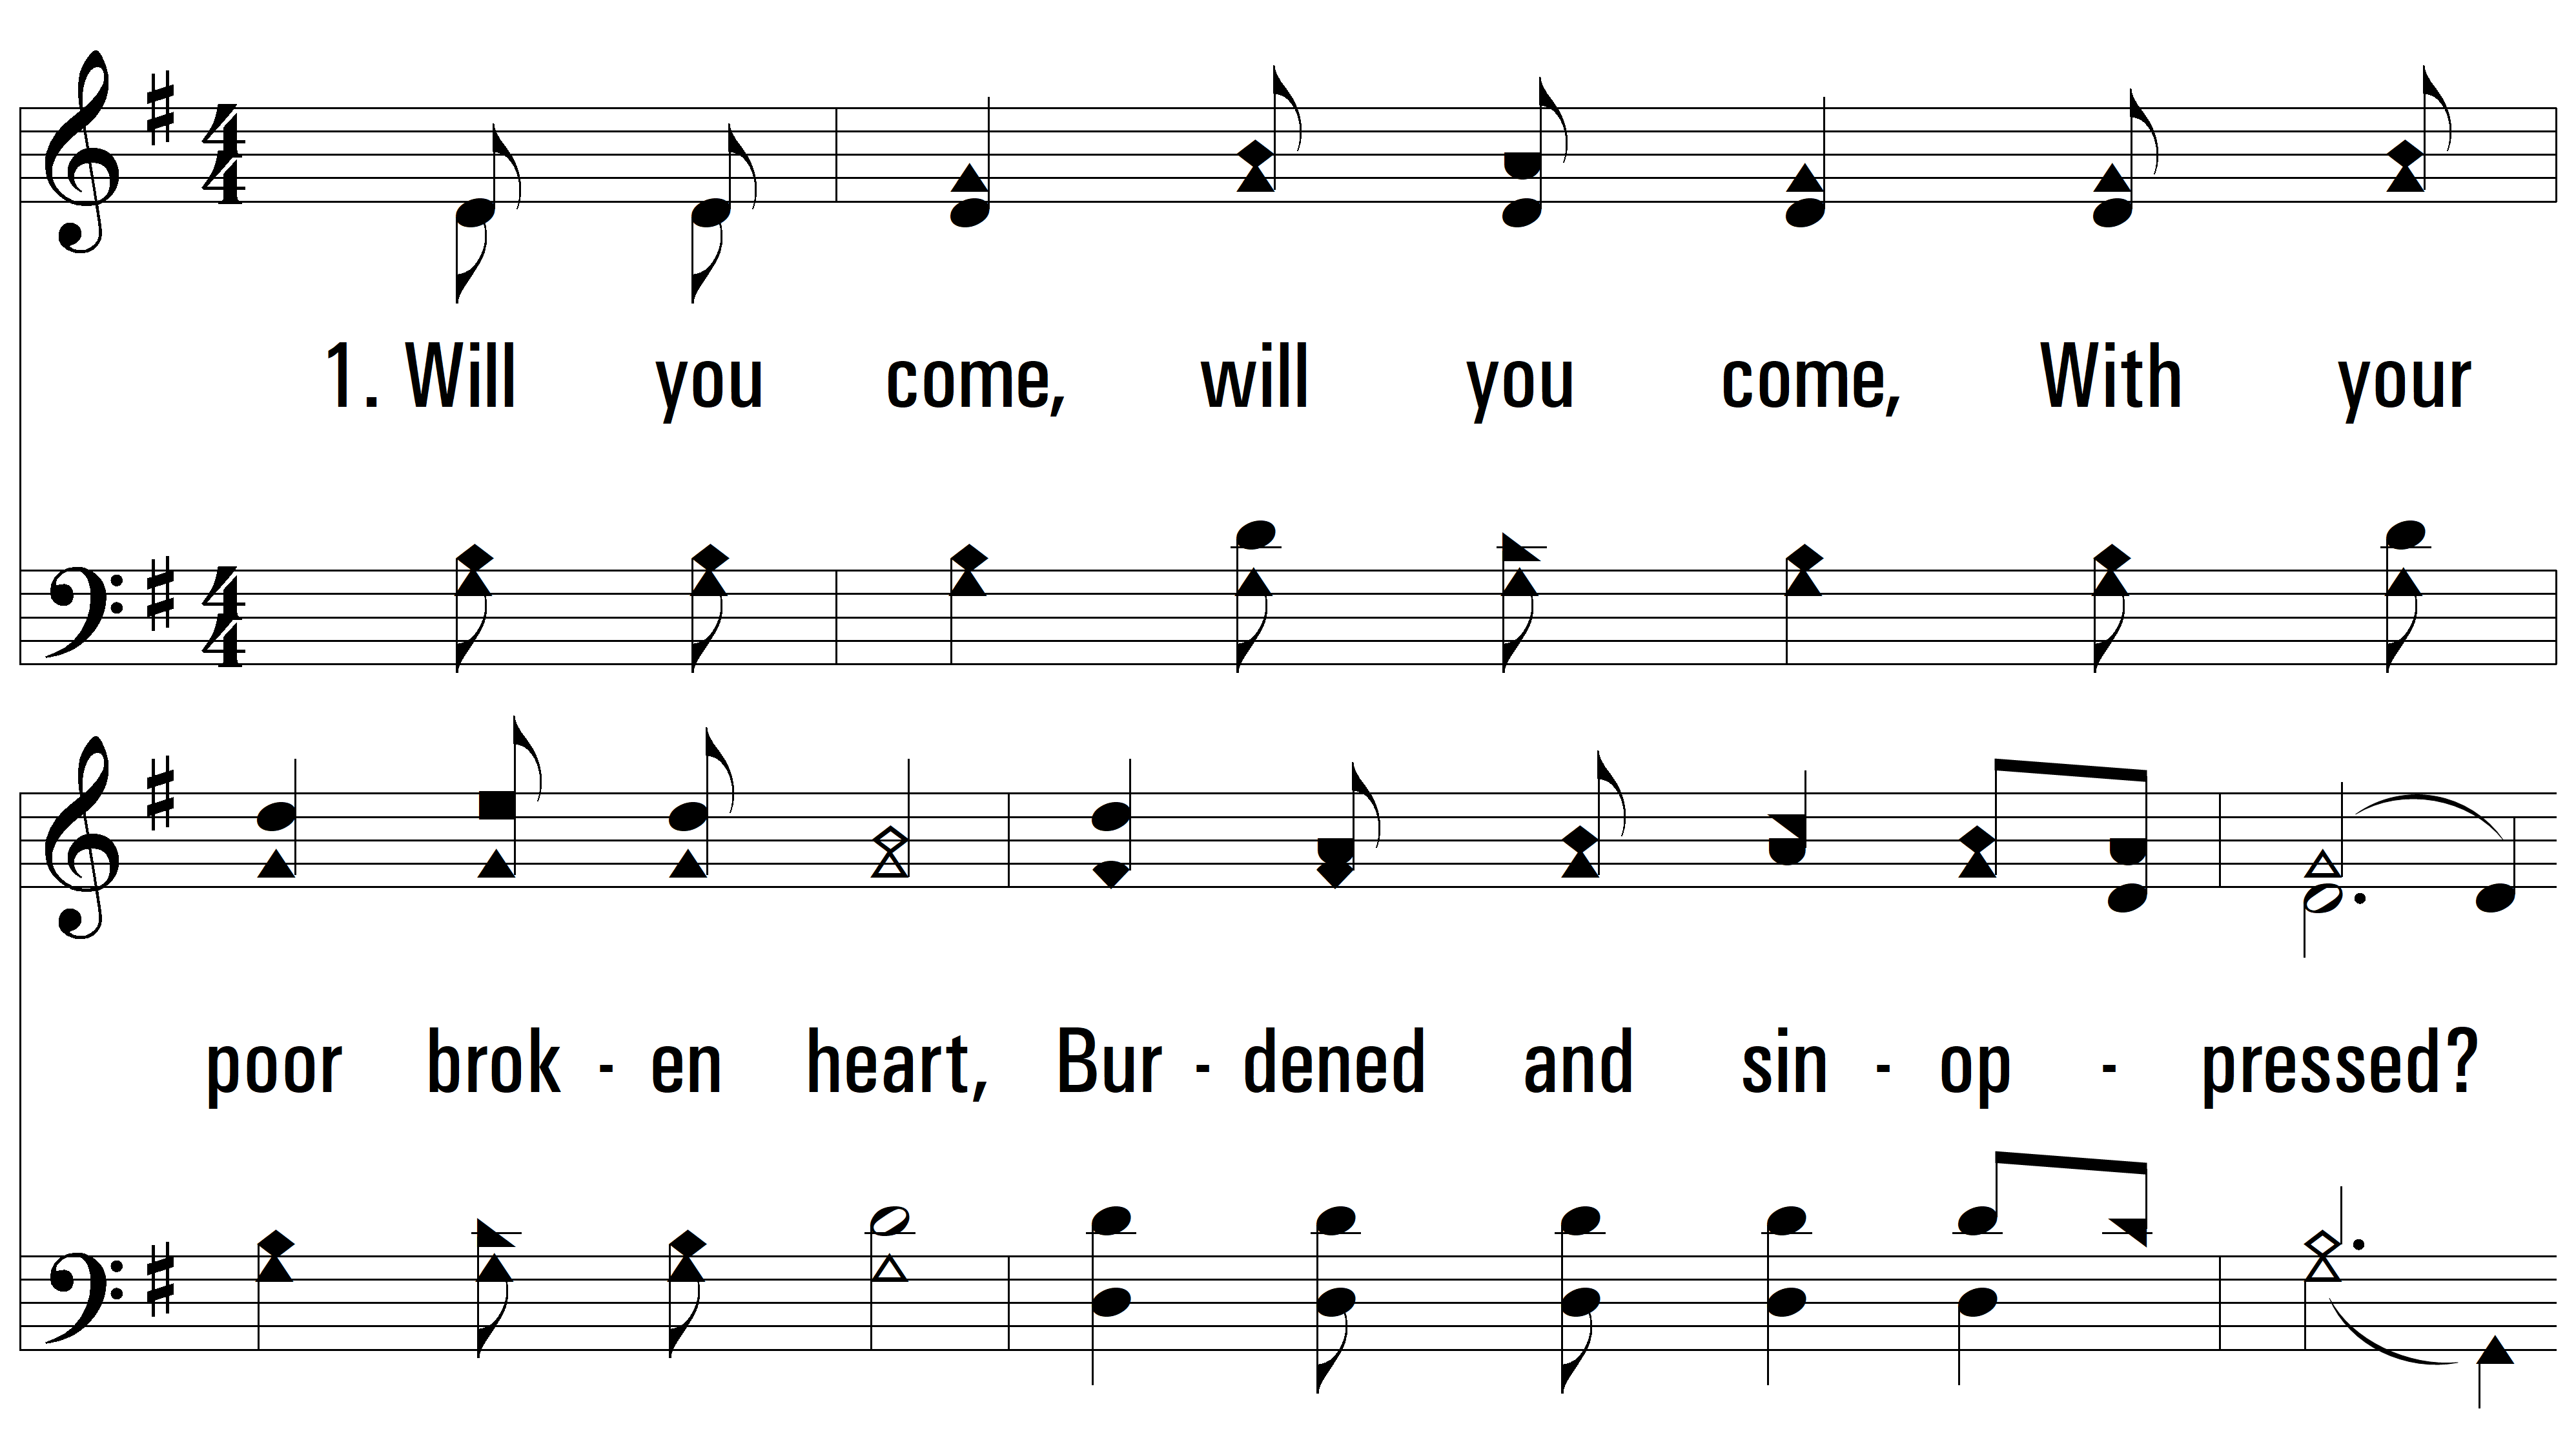 1. Will you come, will you come, With your
poor brok - en heart, Bur - dened and sin - op - pressed?